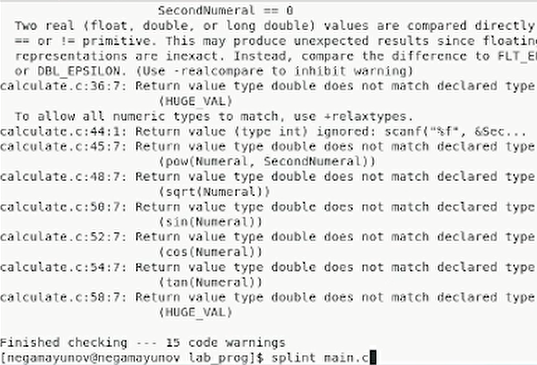 SecondNumeral == 0
Two real (float, double, or long double) values are compared directly
== or != primitive. This may produce unexpected results since floatin
representations are inexact. Instead, compare the difference to FLT_E
or DBL_EPSILON. (Use -realcompare to inhibit warning)
calculate.c:36:7: Return value type double does not match declared type
(HUGE_VAL)
To allow all numeric types to match, use +relaxtypes.
calculate.c:44:1: Return value (type int) ignored: scanf("%f", &Sec...
calculate.c:45:7: Return value type double does not match declared type
(pow(Numeral, SecondNumeral))
calculate.c:48:7: Return value type double does not match declared type
(sqrt(Numeral))
calculate.c:50:7: Return value type double does not match declared type
(sin(Numeral))
calculate.c:52:7: Return value type double does not match declared type
(cos(Numeral))
calculate.c:54:7: Return value type double does not match declared type
(tan(Numeral))
calculate.c:58:7: Return value type double does not match declared type
(HUGE_VAL)
Finished checking --- 15 code warnings
[negamayunov@negamayunov lab_prog]$ splint main.c